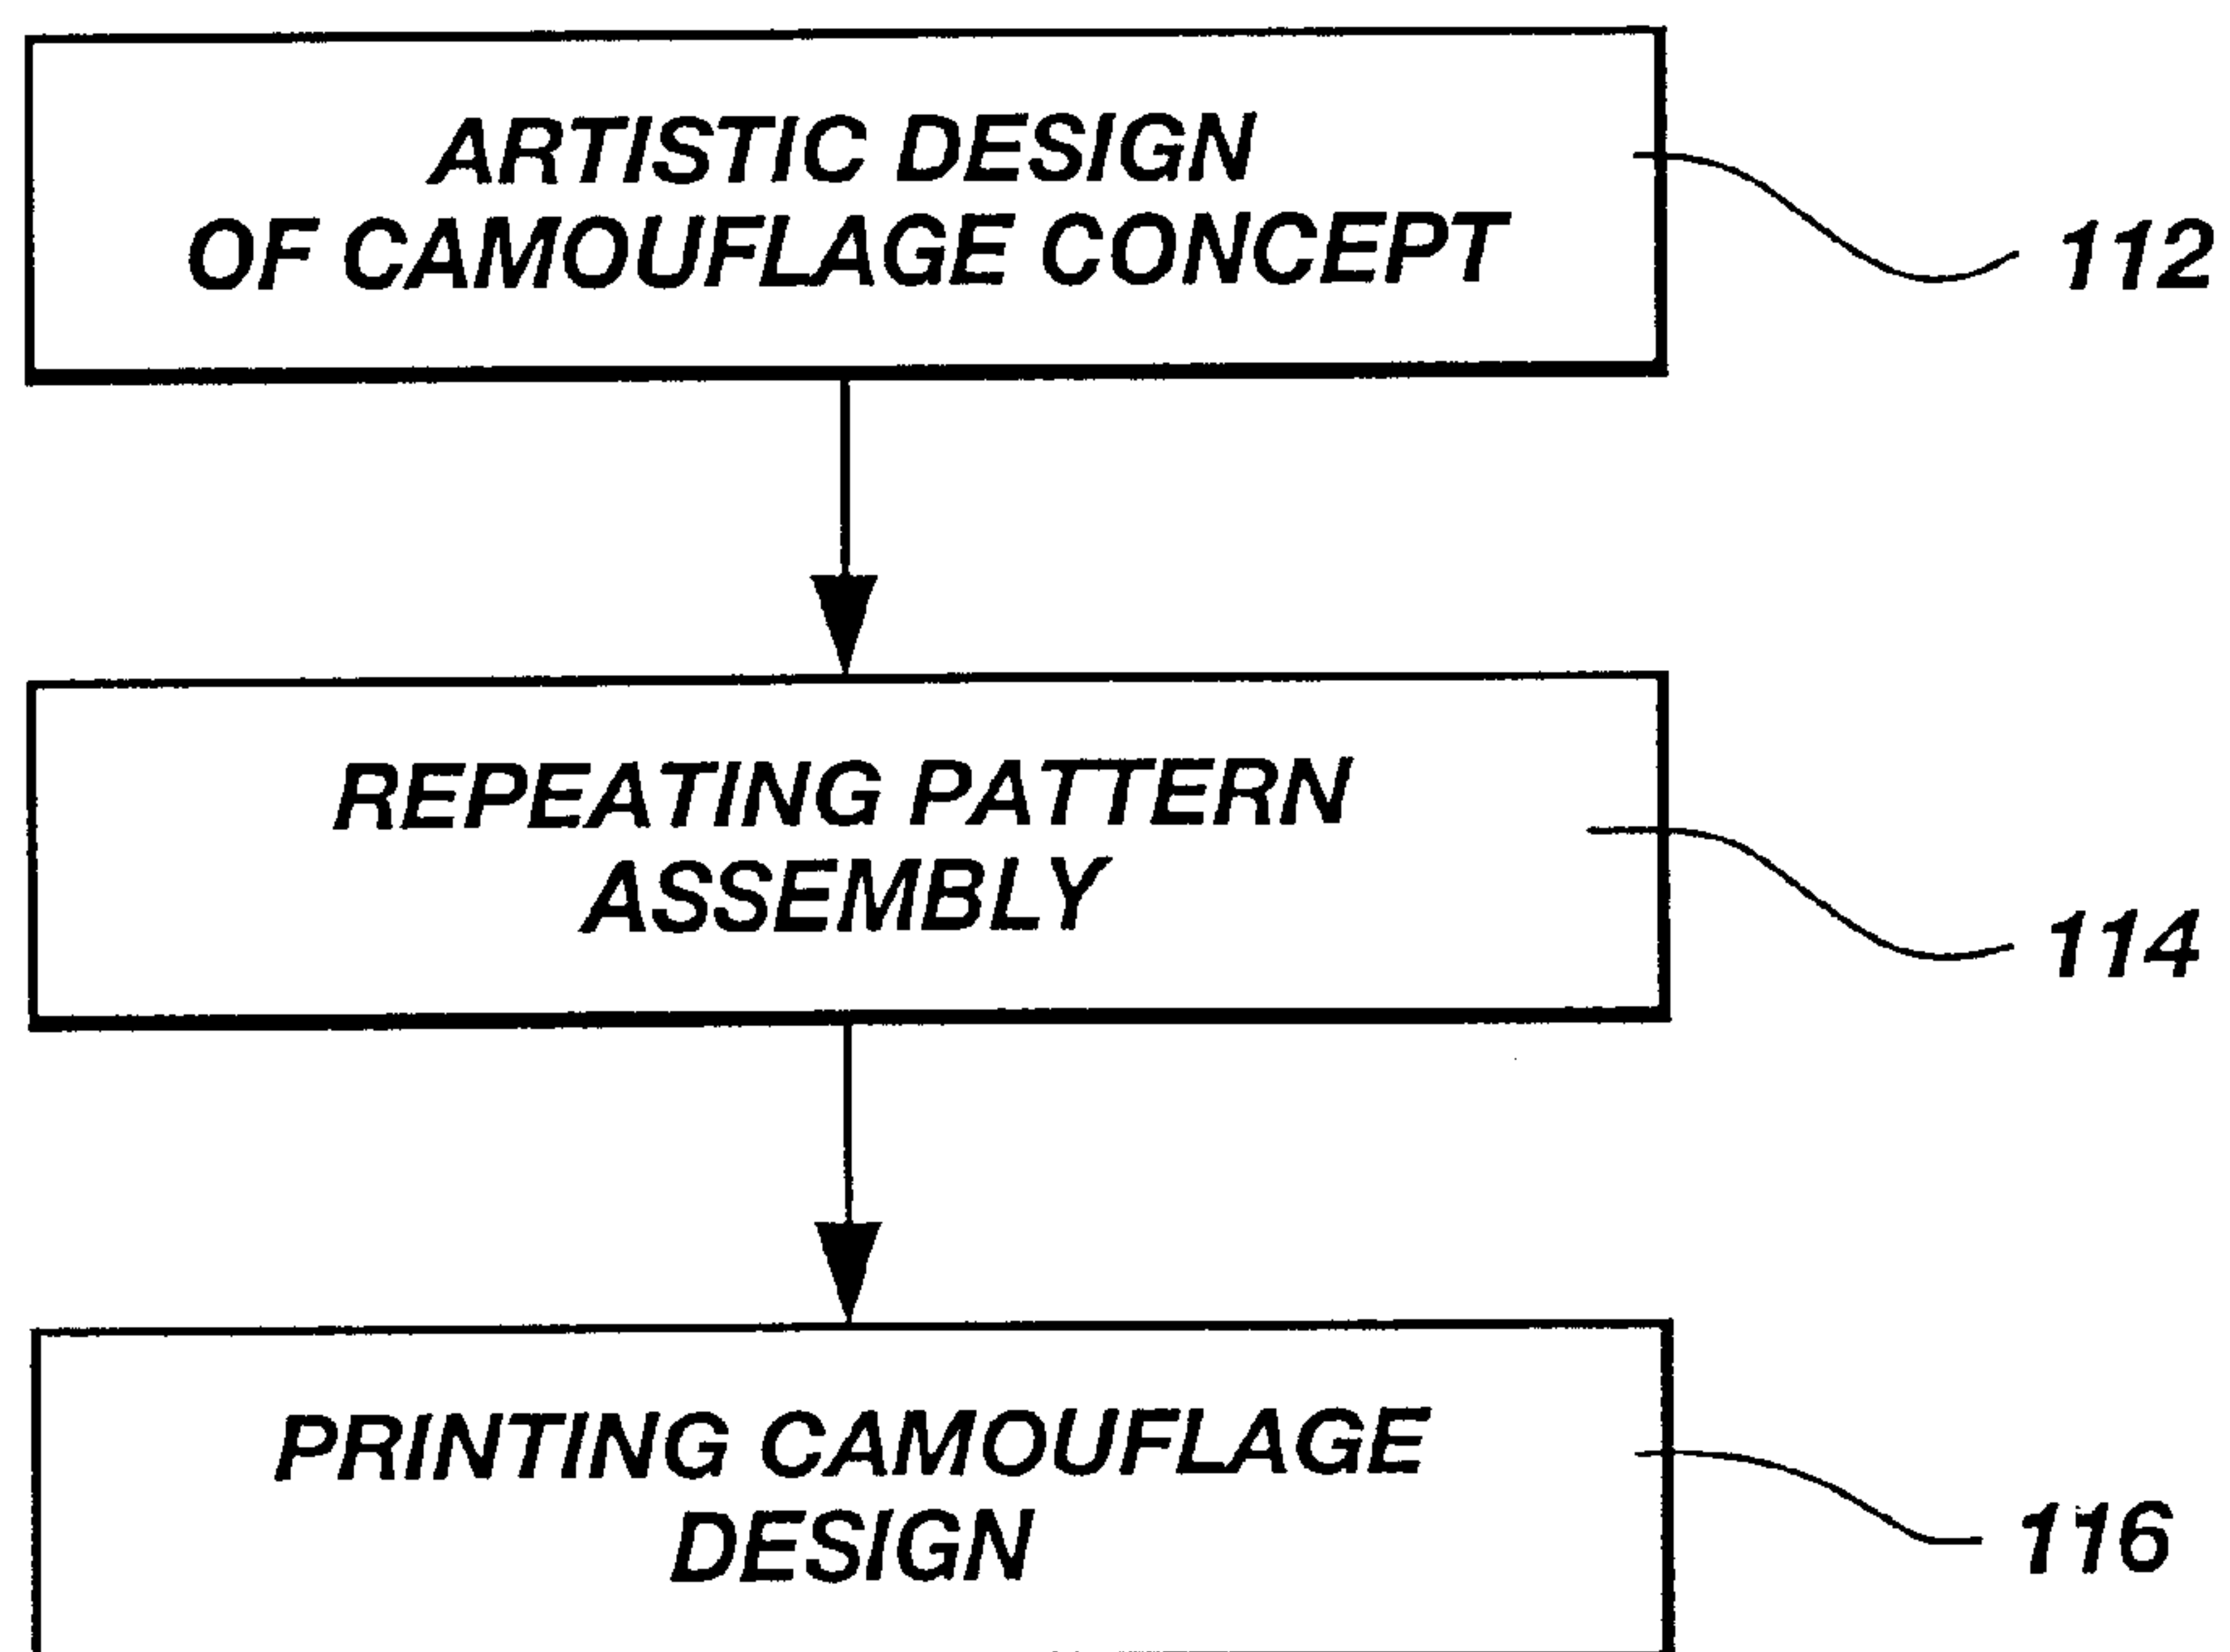 ARTISTIC DESIGN
OF CAMOUFLAGE CONCEPT
112
REPEATING PATTERN
ASSEMBLY
114
PRINTING CAMOUFLAGE
DESIGN
116